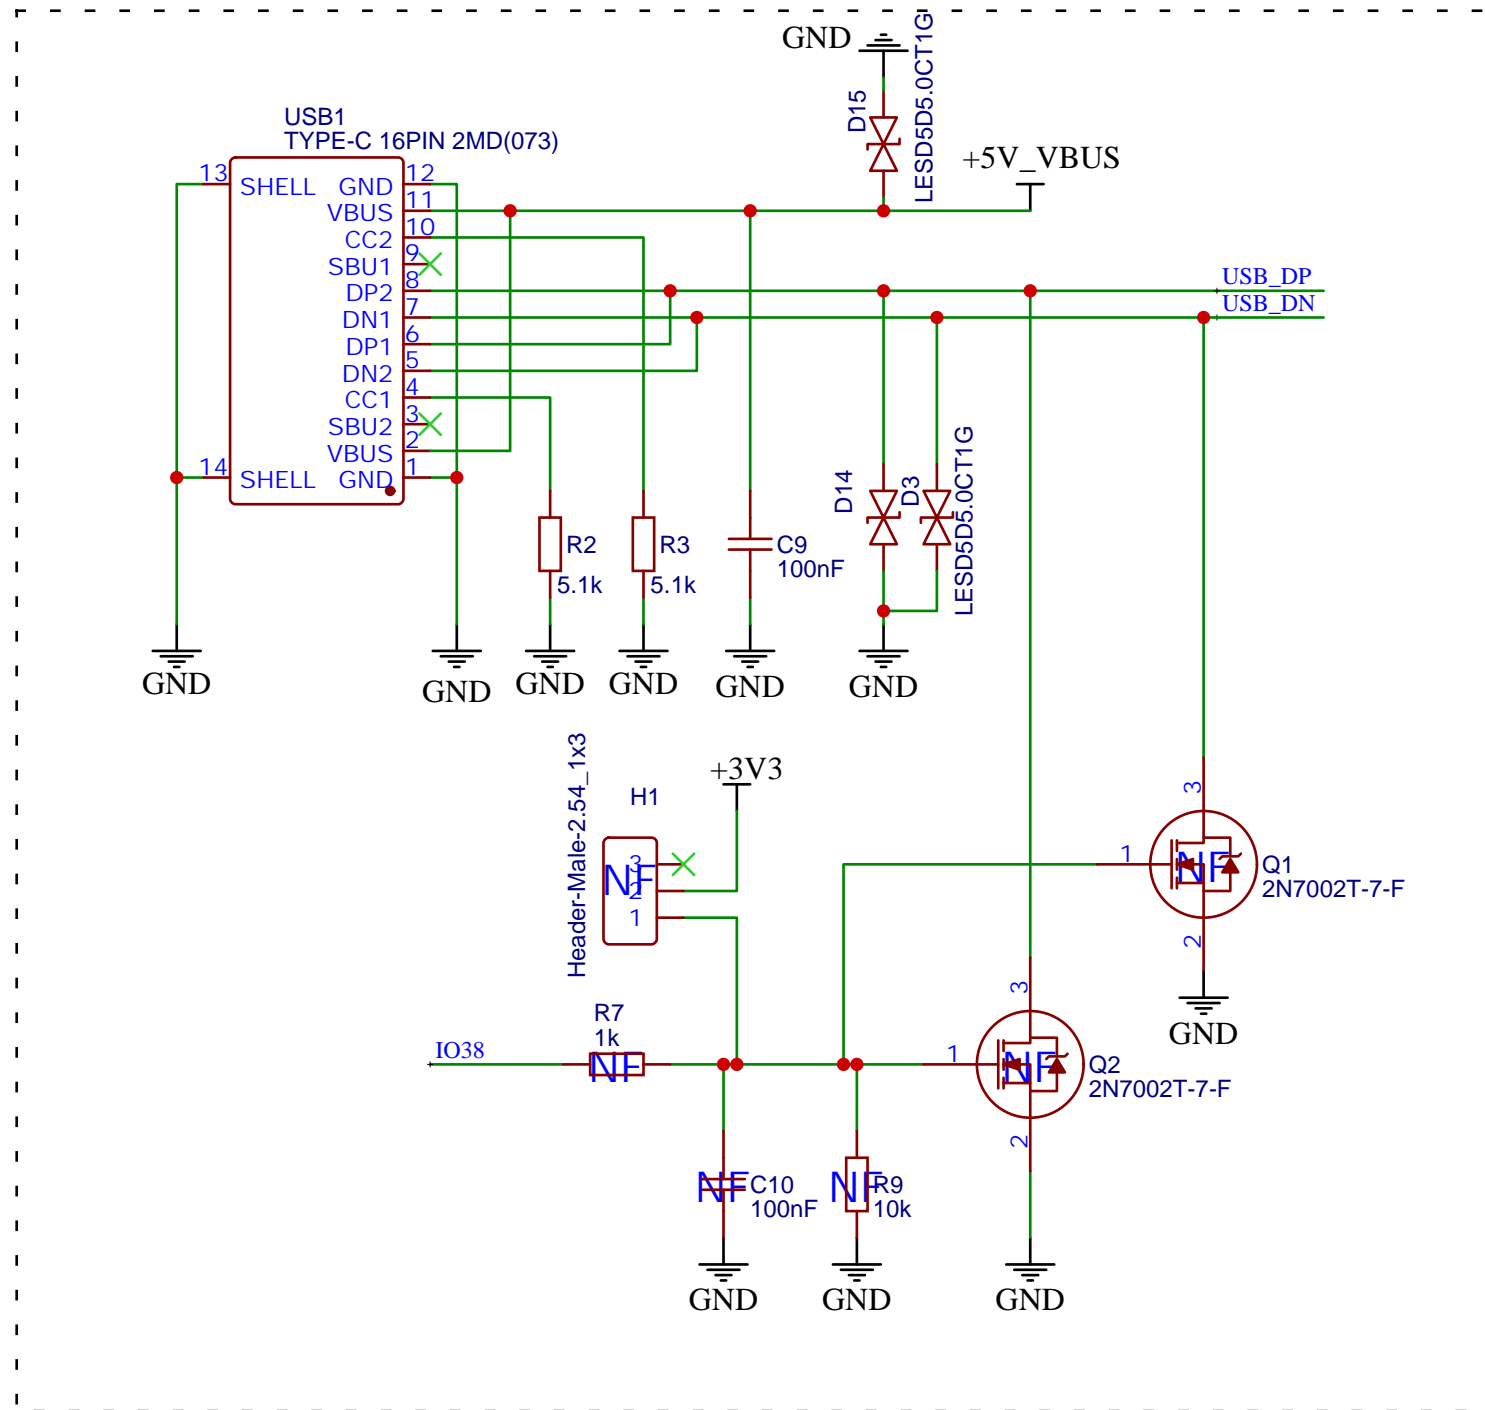 GND
D15
LESD5D5.0CT1G
USB1
TYPE-C 16PIN 2MD(073)
+5V_VBUS
13
SHELL
GND
12
VBUS
11
CC2
10
SBU1
9
DP2
8
USB_DP
DN1
7
USB_DN
DP1
6
DN2
5
CC1
4
SBU2
3
VBUS
2
14
SHELL
GND
1
D14
D3
LESD5D5.0CT1G
R2
5.1k
R3
5.1k
C9
100nF
GND
GND
GND
GND
GND
GND
Header-Male-2.54_1x3
H1
+3V3
3
NF
2
1
3
1
NF
Q1
2N7002T-7-F
2
GND
IO38
R7
1k
NF
3
1
NF
Q2
2N7002T-7-F
2
NF
C10
100nF
NF
R9
10k
GND
GND
GND